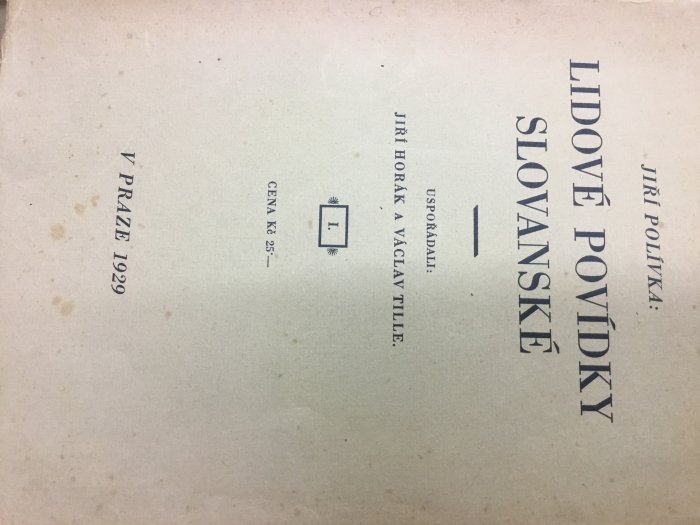 JIŘÍ POLÍVKA:
LIDOVÉ POVÍDKY
SLOVANSKÉ
USPOŘÁDALI:
JIŘÍ HORÁK A VÁCLAV TILLE.
I.
CENA Kč 25·—
V PRAZE 1929